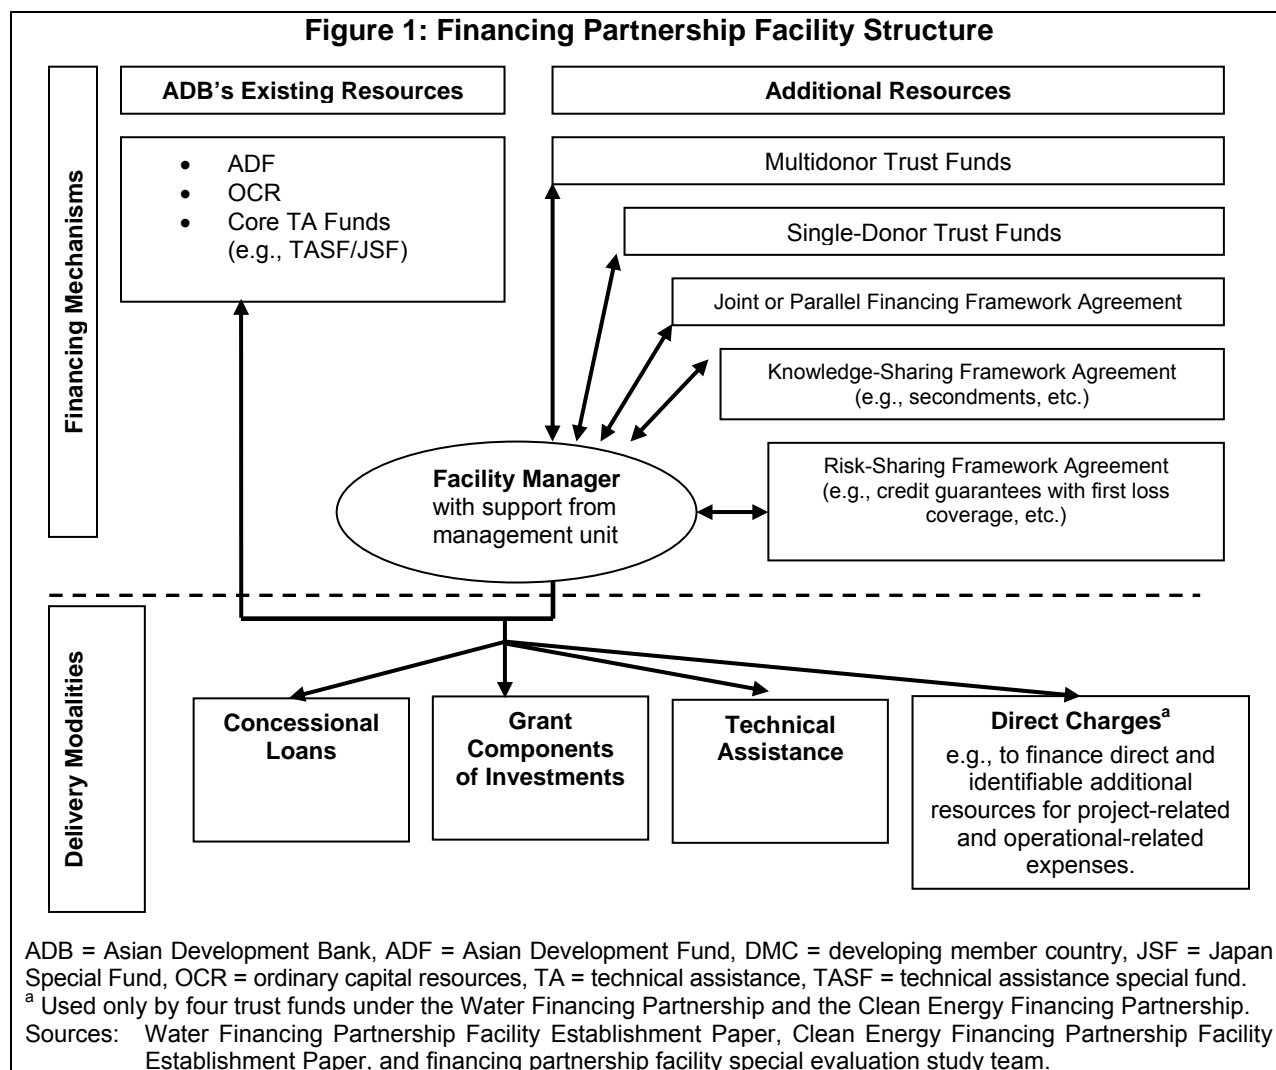 Figure 1: Financing Partnership Facility Structure
Financing Mechanisms
ADB's Existing Resources
Additional Resources
• ADF
• OCR
• Core TA Funds
(e.g., TASF/JSF)
Multidonor Trust Funds
Single-Donor Trust Funds
Joint or Parallel Financing Framework Agreement
Knowledge-Sharing Framework Agreement
(e.g., secondments, etc.)
Risk-Sharing Framework Agreement
(e.g., credit guarantees with first loss
coverage, etc.)
Facility Manager
with support from
management unit
Delivery Modalities
Concessional
Loans
Grant
Components
of Investments
Technical
Assistance
Direct Chargesª
e.g., to finance direct and
identifiable additional
resources for project-related
and operational-related
expenses.
ADB = Asian Development Bank, ADF = Asian Development Fund, DMC = developing member country, JSF = Japan
Special Fund, OCR = ordinary capital resources, TA = technical assistance, TASF = technical assistance special fund.
ª Used only by four trust funds under the Water Financing Partnership and the Clean Energy Financing Partnership.
Sources: Water Financing Partnership Facility Establishment Paper, Clean Energy Financing Partnership Facility
Establishment Paper, and financing partnership facility special evaluation study team.